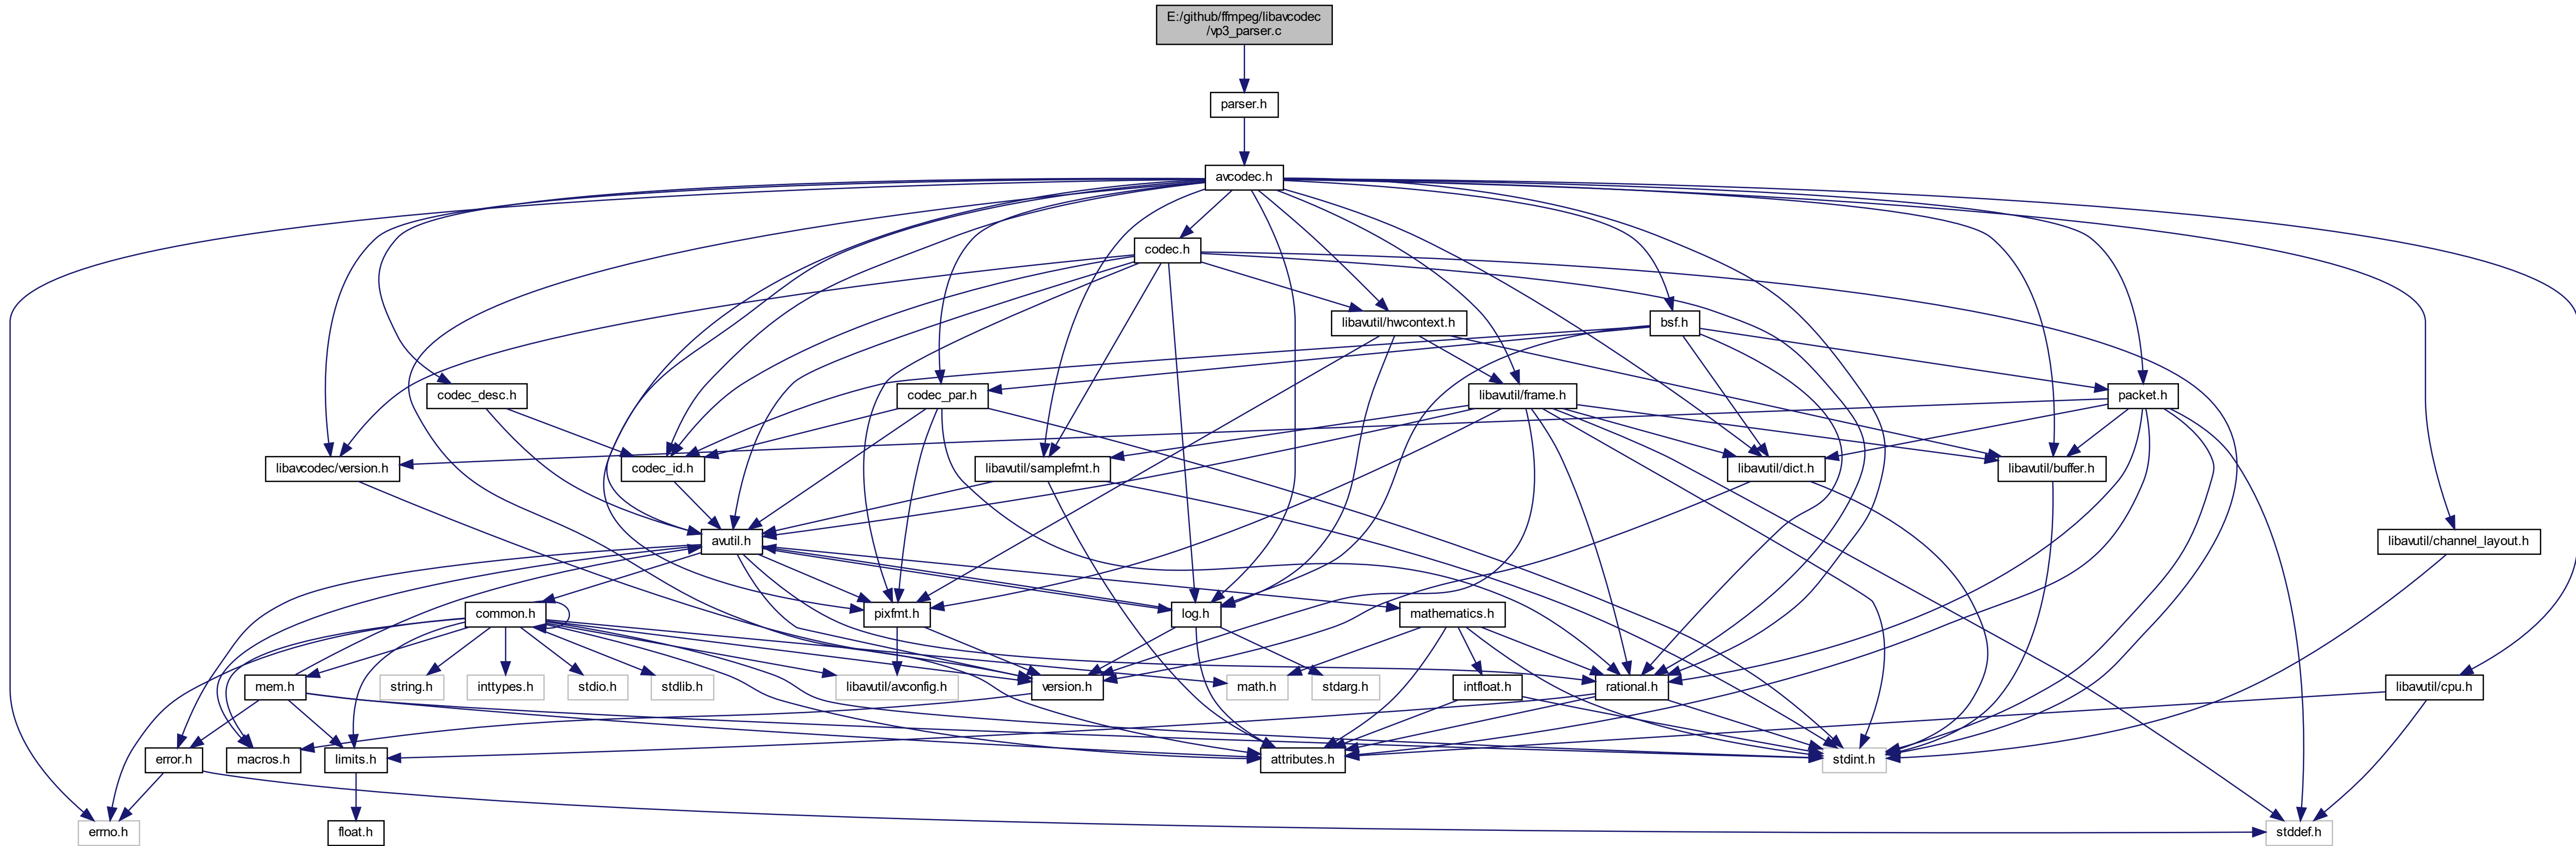 E:/github/ffmpeg/libavcodec
/vp3_parser.c
parser.h
avcodec.h
codec.h
libavutil/hwcontext.h
bsf.h
codec_desc.h
codec_par.h
libavutil/frame.h
packet.h
libavcodec/version.h
codec_id.h
libavutil/samplefmt.h
libavutil/dict.h
libavutil/buffer.h
avutil.h
libavutil/channel_layout.h
common.h
pixfmt.h
log.h
mathematics.h
mem.h
string.h
inttypes.h
stdio.h
stdlib.h
libavutil/avconfig.h
version.h
math.h
stdarg.h
intfloat.h
rational.h
libavutil/cpu.h
error.h
macros.h
limits.h
attributes.h
stdint.h
errno.h
float.h
stddef.h